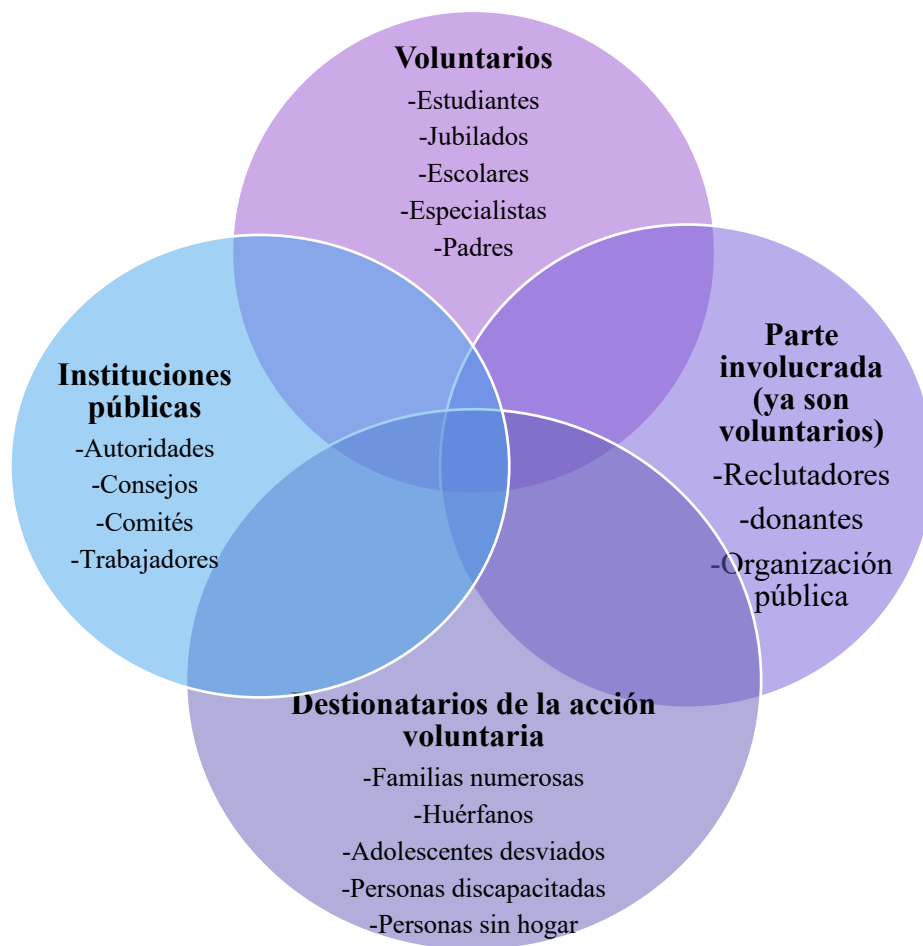 Voluntarios
-Estudiantes
-Jubilados
-Escolares
-Especialistas
-Padres
Instituciones
públicas
-Autoridades
-Consejos
-Comités
-Trabajadores
Parte
involucrada
(ya son
voluntarios)
-Reclutadores
-donantes
-Organización
pública
Destionatarios de la acción
voluntaria
-Familias numerosas
-Huérfanos
-Adolescentes desviados
-Personas discapacitadas
-Personas sin hogar